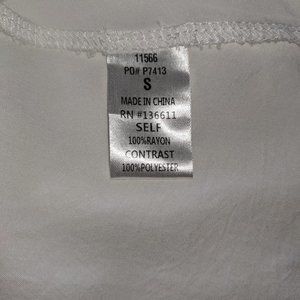 11566
PO# P7413
S
MADE IN CHINA
RN #136611
SELF
100%RAYON
CONTRAST
100%POLYESTER